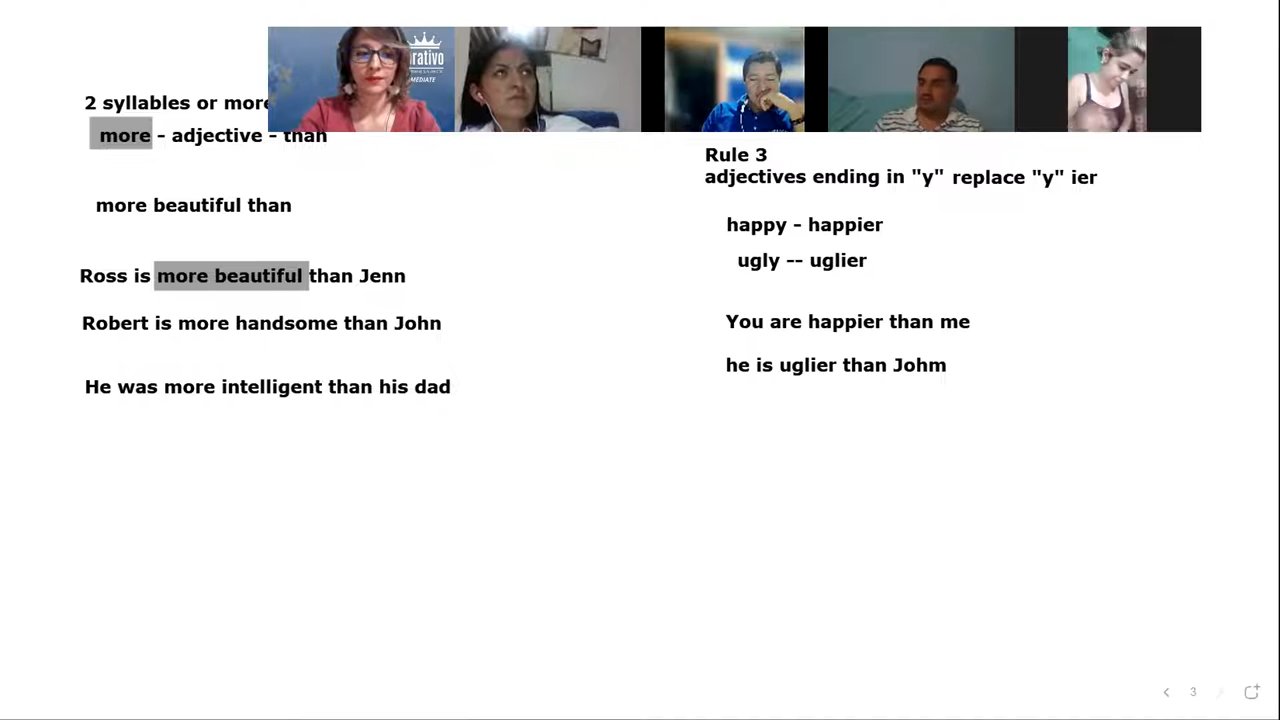 2 syllables or more
more - adjective - than
more beautiful than
Ross is more beautiful than Jenn
Robert is more handsome than John
He was more intelligent than his dad
rativo
MEDIATE
Rule 3
adjectives ending in "y" replace "y" ier
happy - happier
ugly -- uglier
You are happier than me
he is uglier than Johm
3